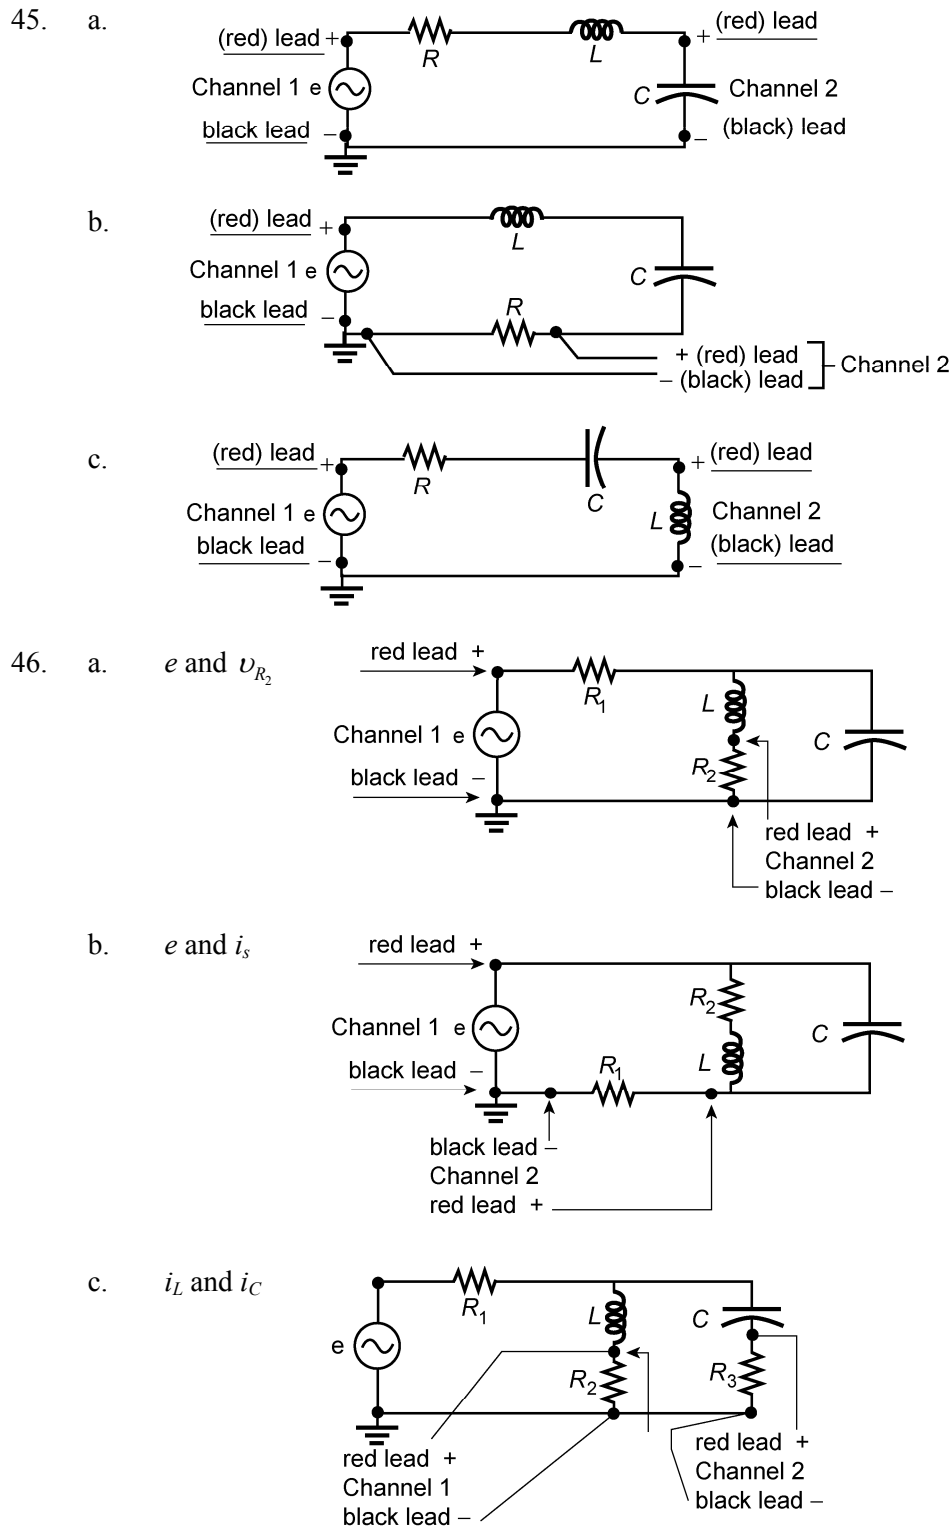 45. a.
(red) lead +
R
L
+ (red) lead
Channel 1 e
C
Channel 2
black lead –
– (black) lead
b.
(red) lead
+
L
Channel 1 e
C
black lead –
R
+ (red) lead
– (black) lead
Channel 2
c.
(red) lead +
R
C
+ (red) lead
Channel 1 e
L
Channel 2
black lead –
– (black) lead
46. a. e and υR2
red lead +
R1
L
Channel 1 e
C
R2
black lead –
red lead +
Channel 2
black lead –
b. e and is
red lead +
R2
Channel 1 e
C
L
black lead –
R1
black lead –
Channel 2
red lead +
c. iL and iC
R1
L
C
e
R2
R3
red lead +
Channel 1
black lead –
red lead +
Channel 2
black lead –